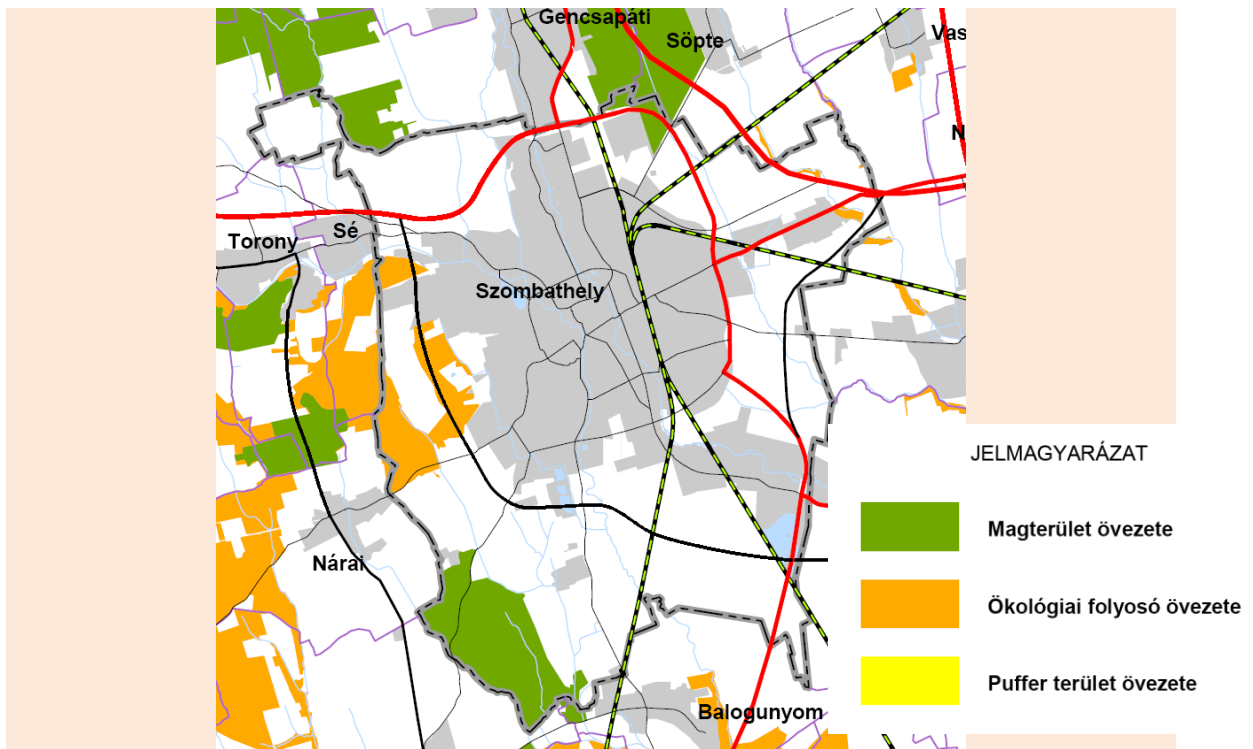 Gencsapáti
Söpte
Vas
N
Torony
Sé
Szombathely
JELMAGYARÁZAT
Magterület övezete
Nárai
Ökológiai folyosó övezete
Puffer terület övezete
Balogunyom